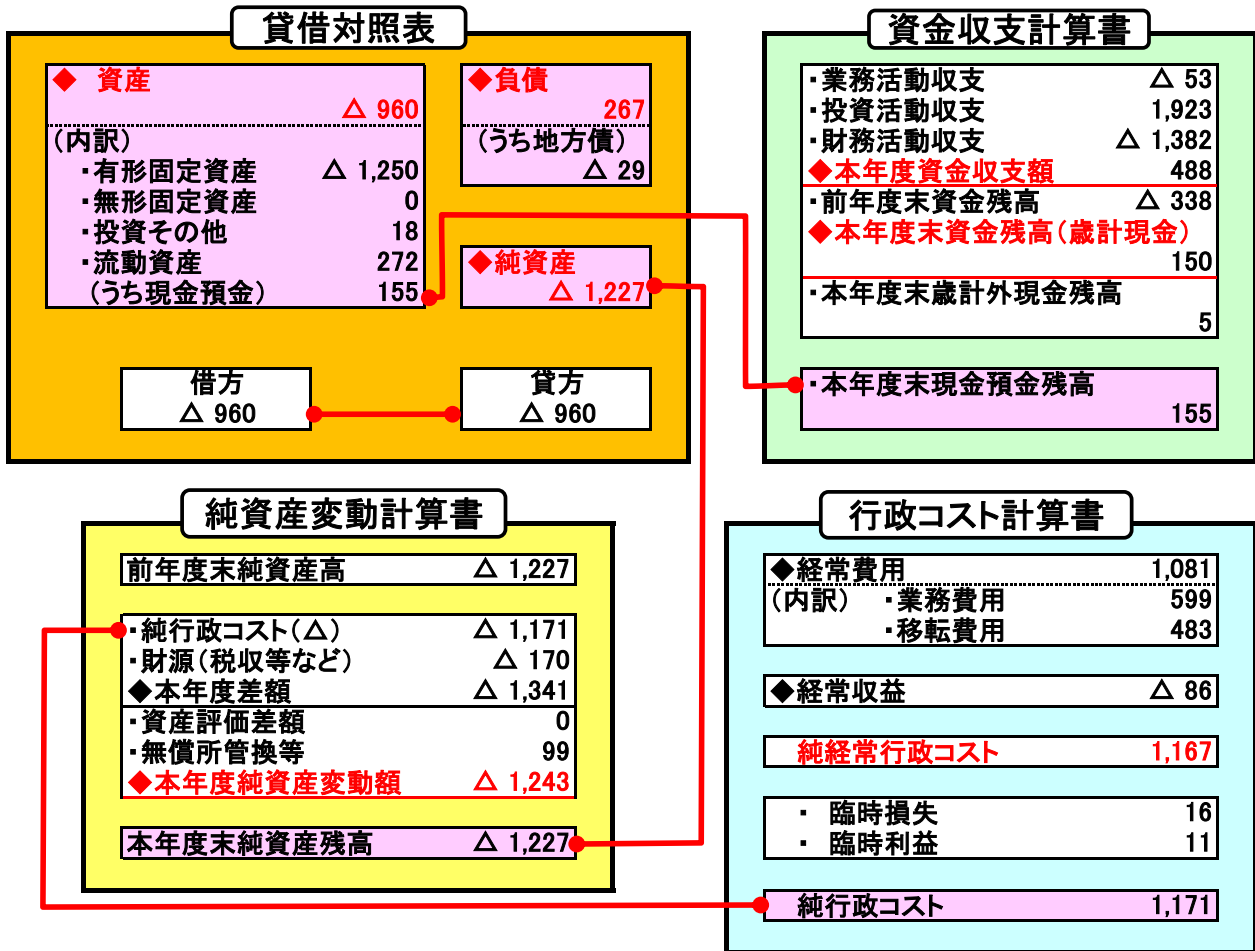 貸借対照表
◆ 資産
△ 960
(内訳)
・有形固定資産 △ 1,250
・無形固定資産 0
・投資その他 18
・流動資産 272
(うち現金預金) 155
◆負債
267
(うち地方債)
△ 29
◆純資産
△ 1,227
借方
△ 960
貸方
△ 960
資金収支計算書
・業務活動収支 △ 53
・投資活動収支 1,923
・財務活動収支 △ 1,382
◆本年度資金収支額 488
・前年度末資金残高 △ 338
◆本年度末資金残高(歳計現金)
150
・本年度末歳計外現金残高
5
・本年度末現金預金残高
155
純資産変動計算書
前年度末純資産高 △ 1,227
・純行政コスト(△) △ 1,171
・財源(税収等など) △ 170
◆本年度差額 △ 1,341
・資産評価差額 0
・無償所管換等 99
◆本年度純資産変動額 △ 1,243
本年度末純資産残高 △ 1,227
行政コスト計算書
◆経常費用 1,081
(内訳) ・業務費用 599
・移転費用 483
◆経常収益 △ 86
純経常行政コスト 1,167
・ 臨時損失 16
・ 臨時利益 11
純行政コスト 1,171